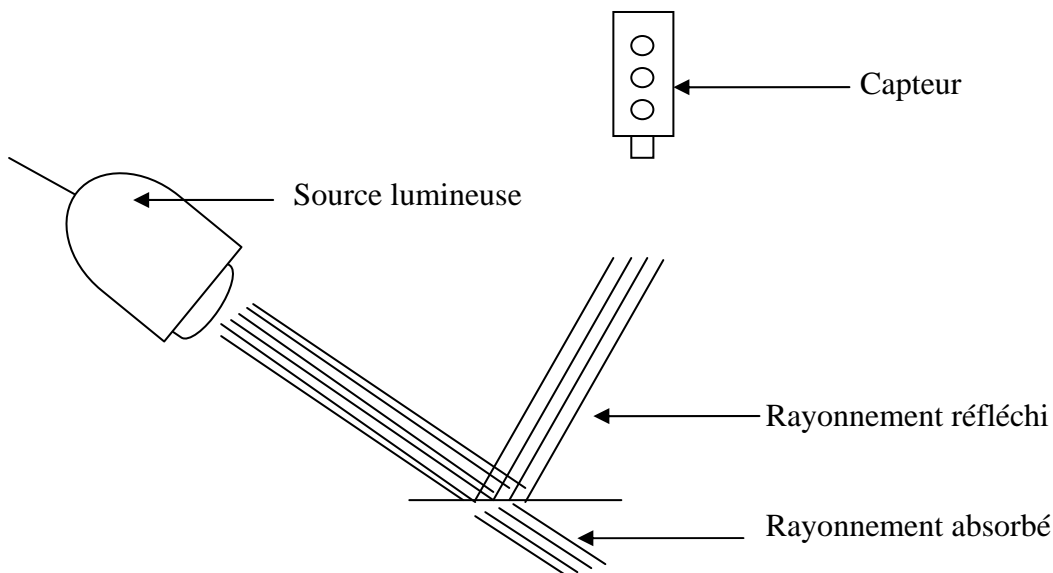 Capteur
Source lumineuse
Rayonnement réfléchi
Rayonnement absorbé